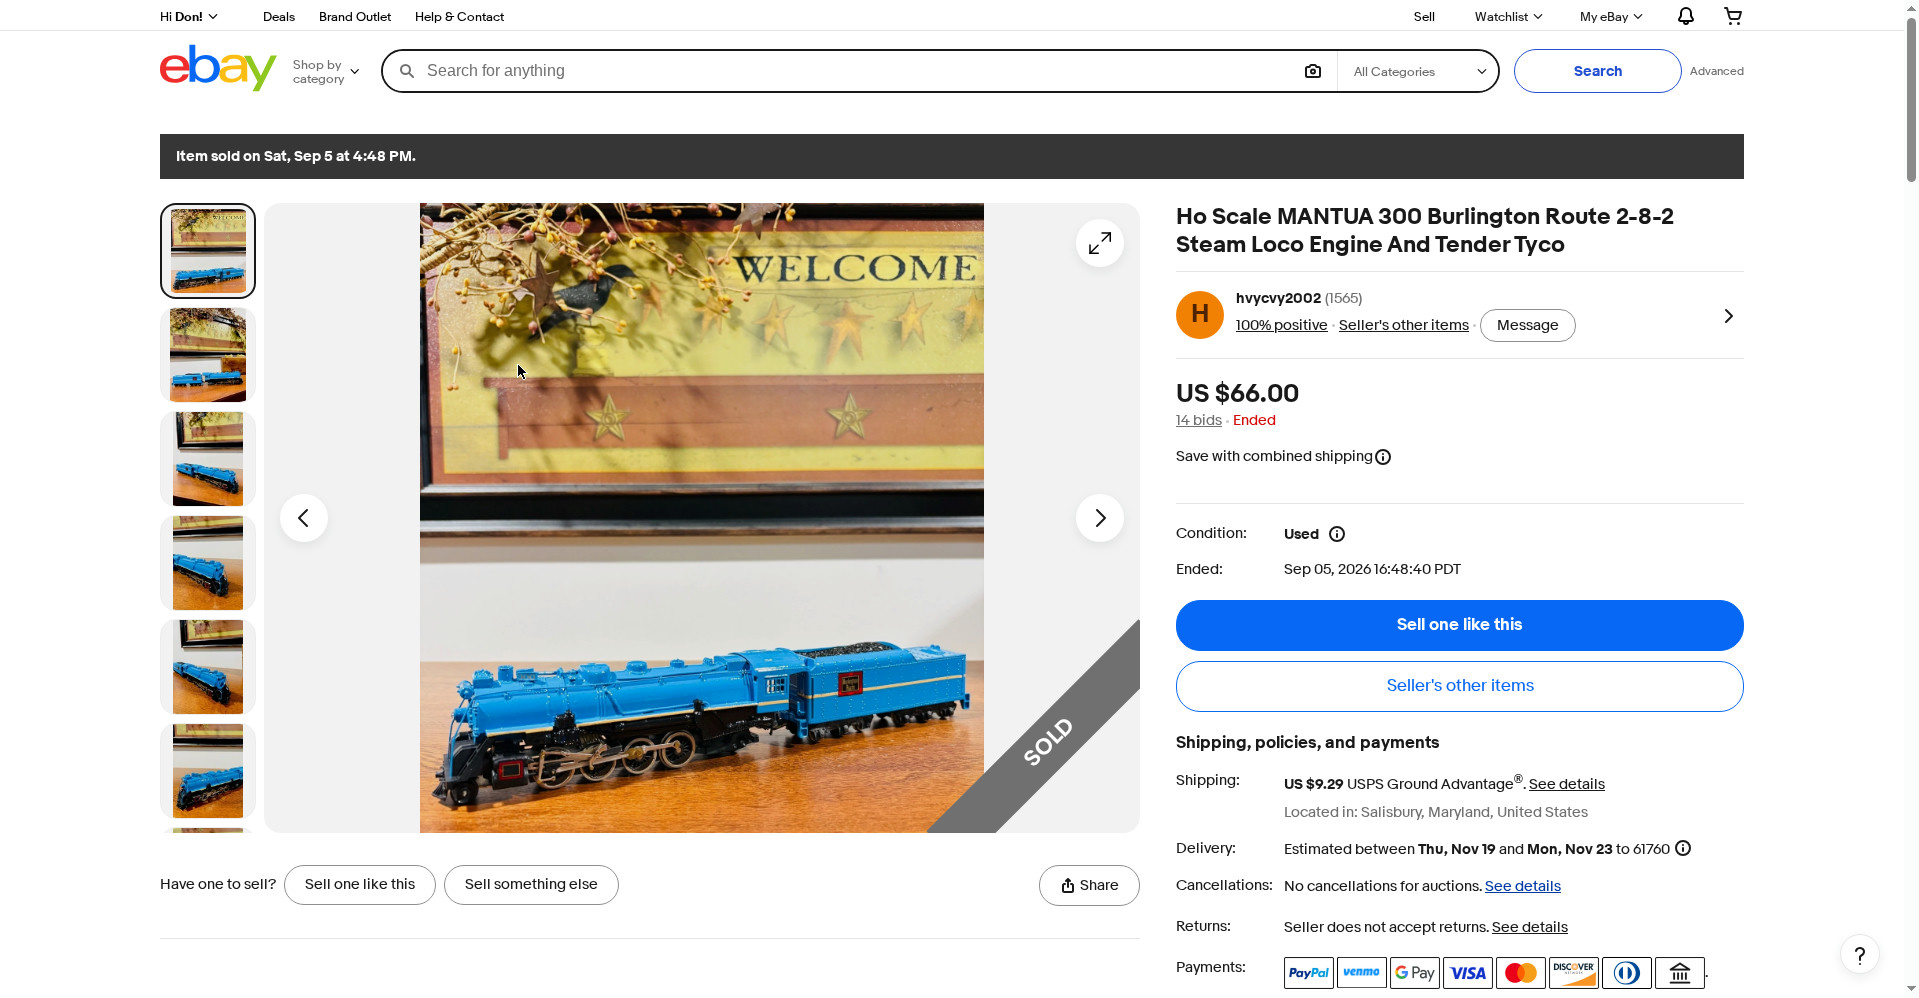 Hi Don!
Deals
Brand Outlet
Help & Contact
Sell
Watchlist
My eBay
ebay
Shop by
category
Search for anything
All Categories
Search
Advanced
Item sold on Sat, Sep 5 at 4:48 PM.
WELCOME
SOLD
Have one to sell?
Sell one like this
Sell something else
Share
Ho Scale MANTUA 300 Burlington Route 2-8-2
Steam Loco Engine And Tender Tyco
H
hvycvy2002 (1565)
100% positive · Seller's other items · Message
US $66.00
14 bids · Ended
Save with combined shipping
Condition: Used
Ended: Sep 05, 2026 16:48:40 PDT
Sell one like this
Seller's other items
Shipping, policies, and payments
Shipping: US $9.29 USPS Ground Advantage®. See details
Located in: Salisbury, Maryland, United States
Delivery: Estimated between Thu, Nov 19 and Mon, Nov 23 to 61760
Cancellations: No cancellations for auctions. See details
Returns: Seller does not accept returns. See details
Payments: PayPal venmo G Pay VISA DISCOVER
?